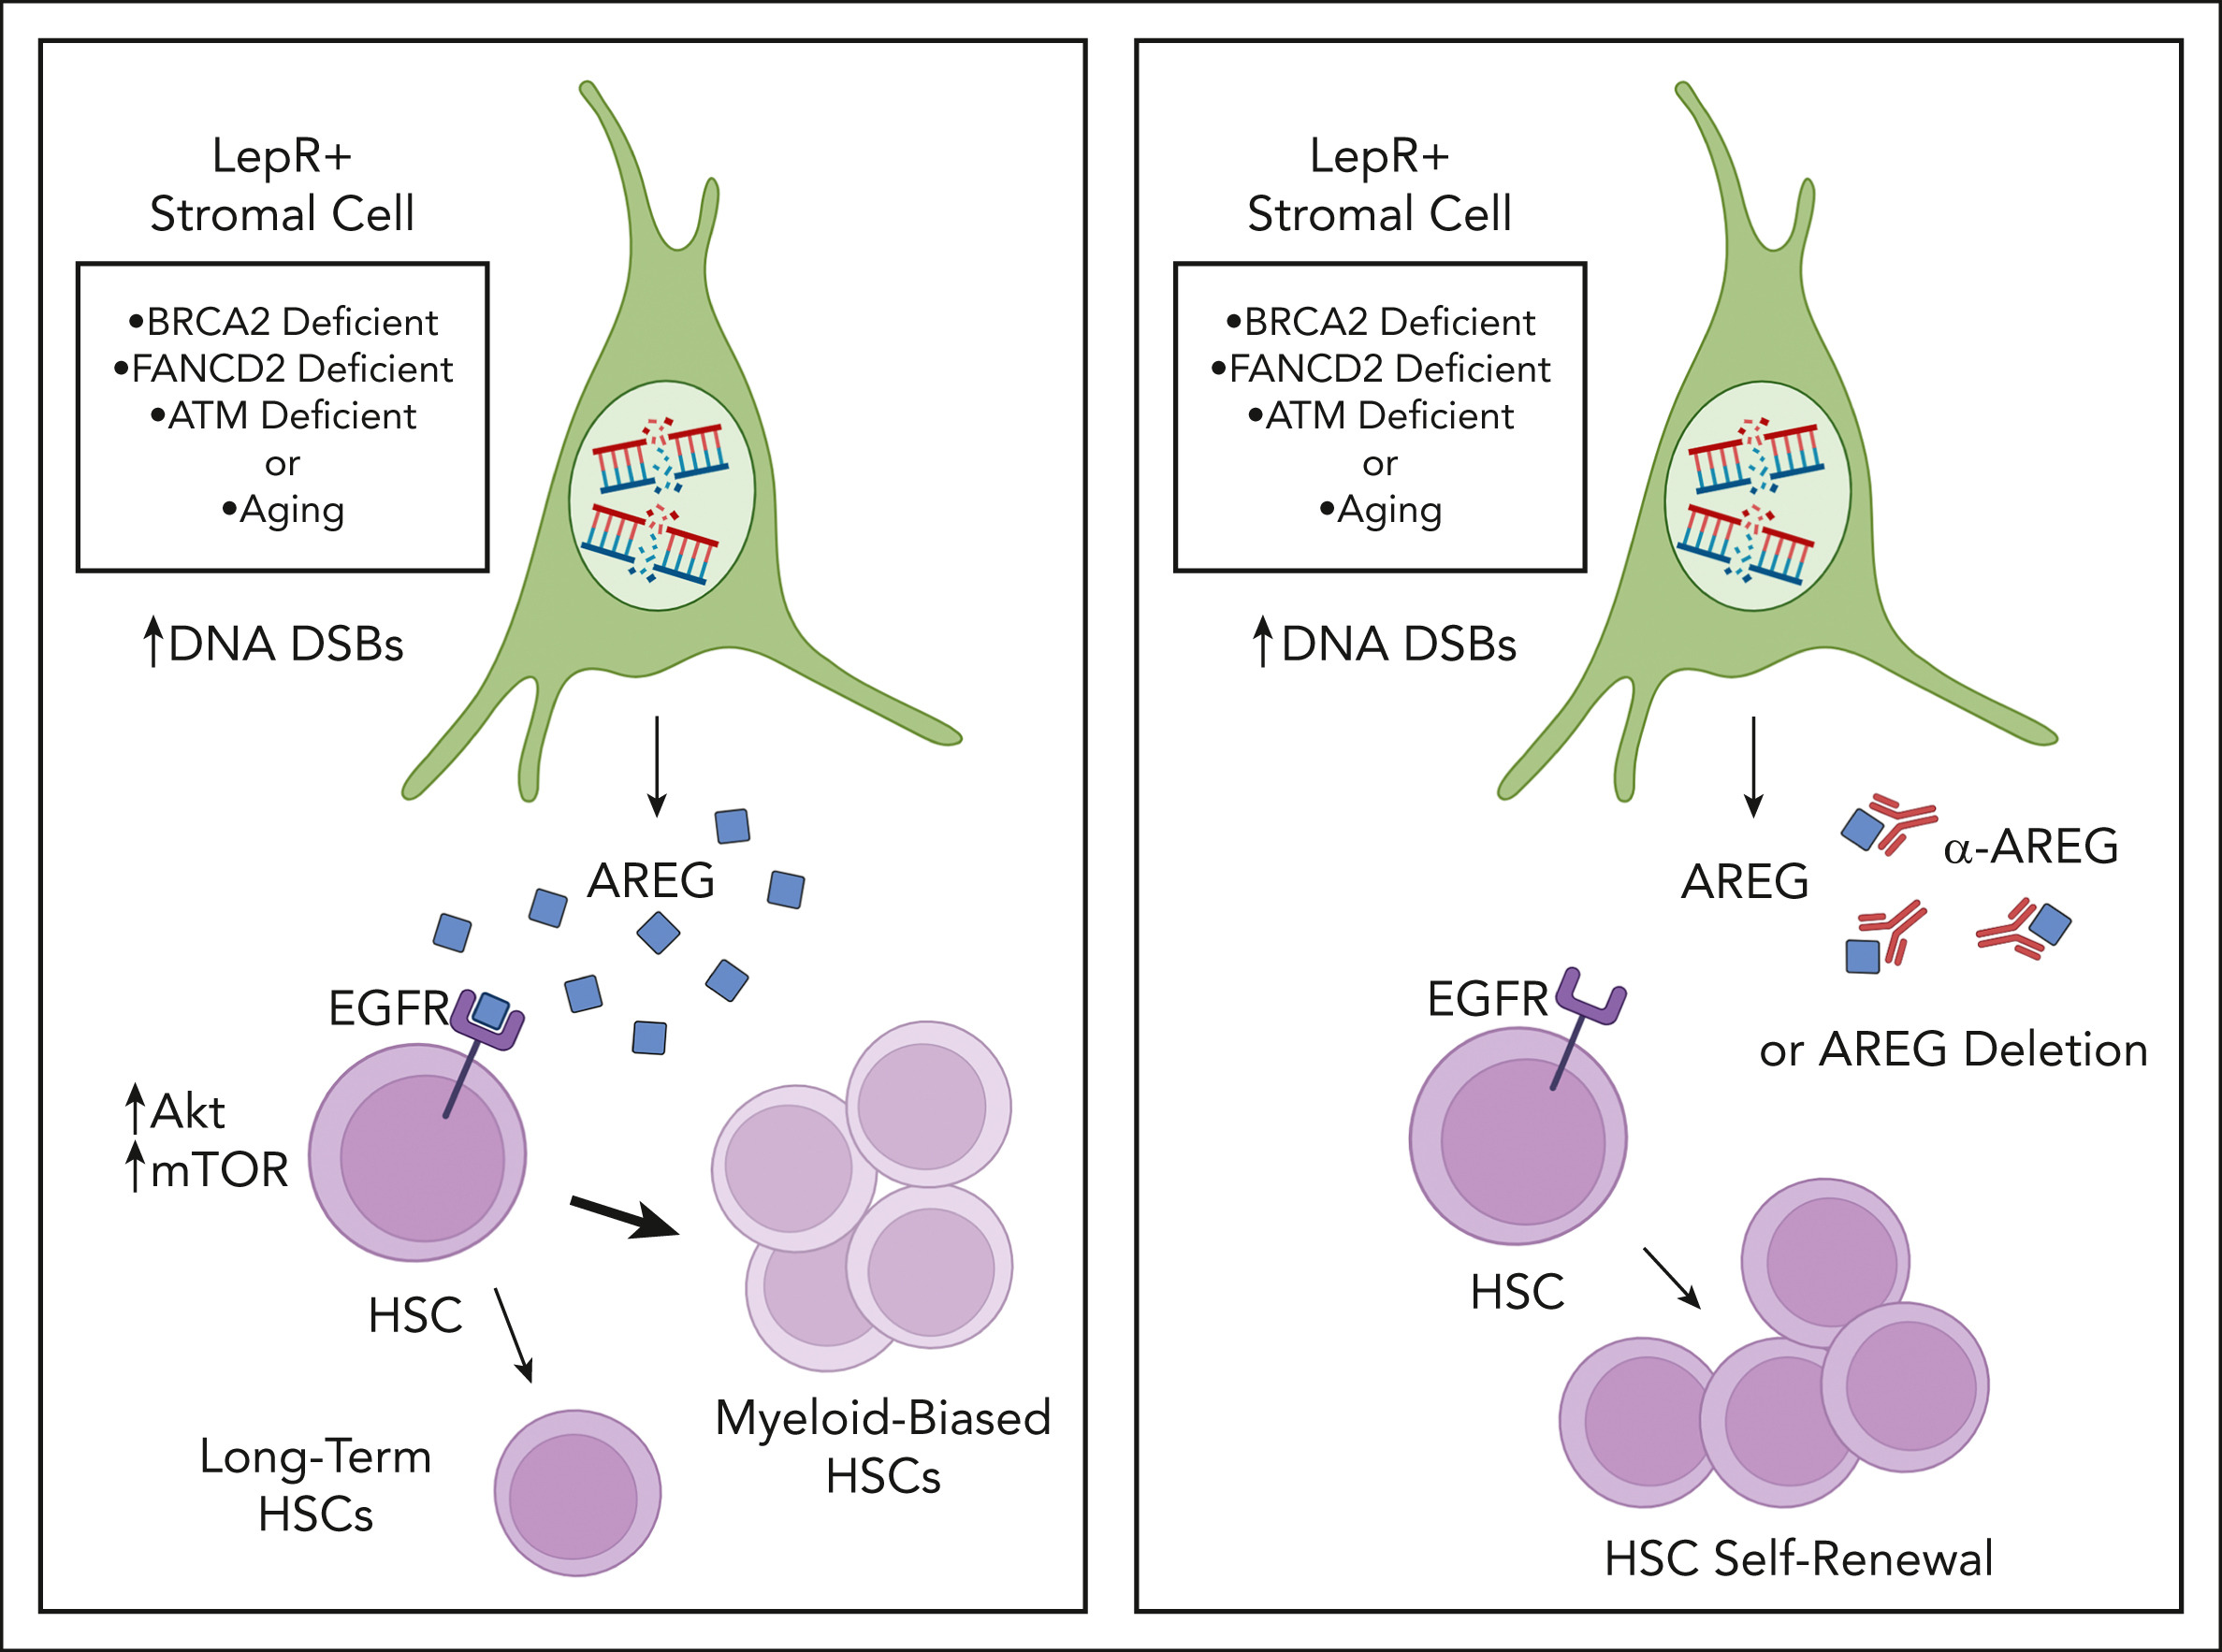 LepR+
Stromal Cell
•BRCA2 Deficient
•FANCD2 Deficient
•ATM Deficient
or
•Aging
↑DNA DSBs
AREG
EGFR
↑Akt
↑mTOR
HSC
Myeloid-Biased
HSCs
Long-Term
HSCs
LepR+
Stromal Cell
•BRCA2 Deficient
•FANCD2 Deficient
•ATM Deficient
or
•Aging
↑DNA DSBs
α-AREG
AREG
EGFR
or AREG Deletion
HSC
HSC Self-Renewal